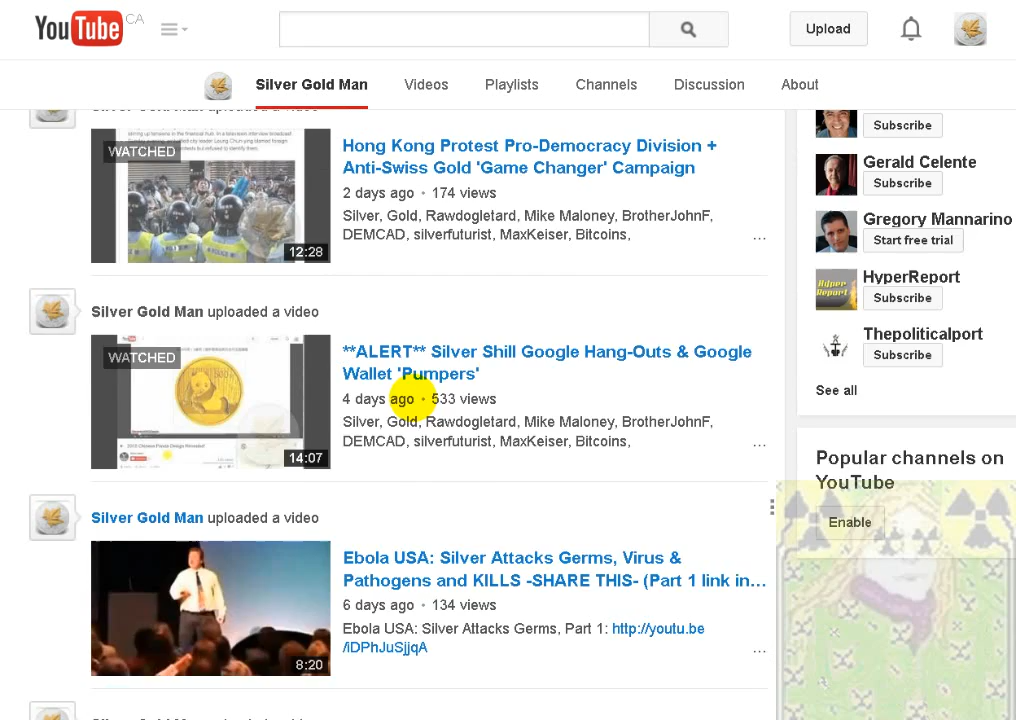 YouTube CA
Upload
Silver Gold Man Videos Playlists Channels Discussion About
WATCHED
12:28
Hong Kong Protest Pro-Democracy Division +
Anti-Swiss Gold 'Game Changer' Campaign
2 days ago • 174 views
Silver, Gold, Rawdogletard, Mike Maloney, BrotherJohnF,
DEMCAD, silverfuturist, MaxKeiser, Bitcoins,
...
Silver Gold Man uploaded a video
WATCHED
14:07
**ALERT** Silver Shill Google Hang-Outs & Google
Wallet 'Pumpers'
4 days ago • 533 views
Silver, Gold, Rawdogletard, Mike Maloney, BrotherJohnF,
DEMCAD, silverfuturist, MaxKeiser, Bitcoins,
...
Silver Gold Man uploaded a video
8:20
Ebola USA: Silver Attacks Germs, Virus &
Pathogens and KILLS -SHARE THIS- (Part 1 link in...
6 days ago • 134 views
Ebola USA: Silver Attacks Germs, Part 1: http://youtu.be
/iDPhJuSjjqA
...
Subscribe
Gerald Celente
Subscribe
Gregory Mannarino
Start free trial
HyperReport
Subscribe
Thepoliticalport
Subscribe
See all
Popular channels on
YouTube
Enable